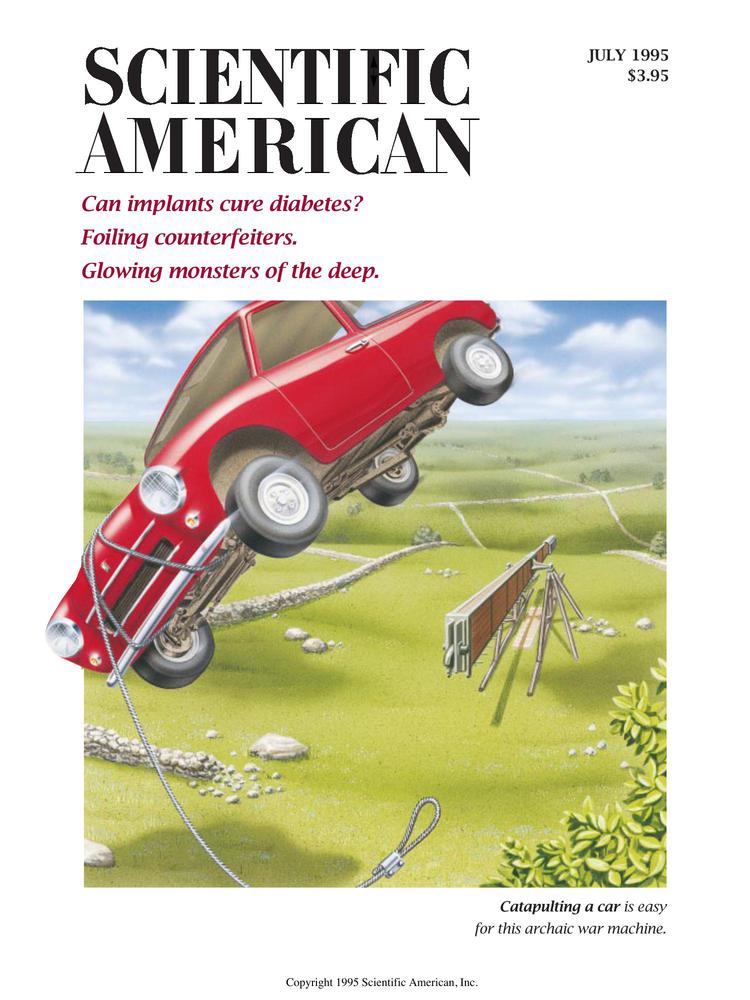 SCIENTIFIC
AMERICAN
JULY 1995
$3.95
Can implants cure diabetes?
Foiling counterfeiters.
Glowing monsters of the deep.
Catapulting a car is easy
for this archaic war machine.
Copyright 1995 Scientific American, Inc.